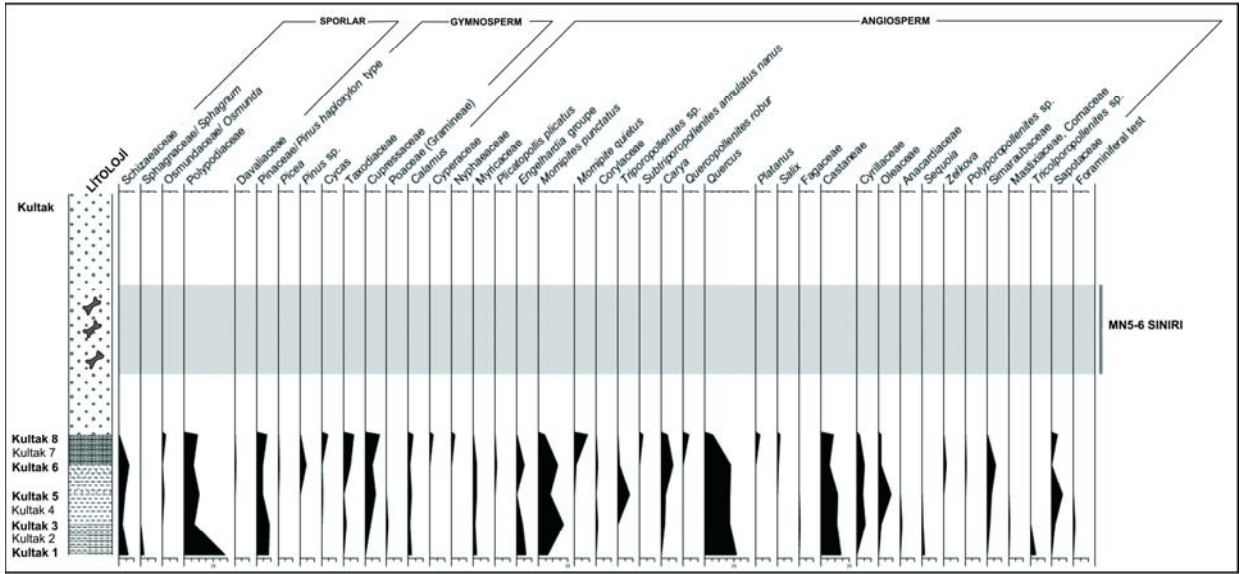 SPORLAR
GYMNOSPERM
ANGIOSPERM
LİTOLOJİ
Schizaeaceae
Sphagnaceae/ Sphagnum
Osmundaceae/ Osmunda
Polypodiaceae
Davaliaceae
Pinaceae/ Pinus haploxylon type
Picea
Pinus sp.
Cycas
Taxodiaceae
Cupressaceae
Poaceae (Gramineae)
Calamus
Cyperaceae
Nyphaeaceae
Myricaceae
Plicatopollis plicatus
Engelhardia groupe
Momipites punctatus
Momipite quietus
Corylaceae
Triporopollenites sp.
Subtriporopollenites annulatus nanus
Carya
Quercopollenites robur
Quercus
Platanus
Salix
Fagaceae
Castaneae
Cyrillaceae
Oleaceae
Anacardiaceae
Sequoia
Zelkova
Polyporopollenites sp.
Simarubaceae
Mastixiaceae, Cornaceae
Tricolporopollenites sp.
Sapotaceae
Foraminiferal test
Kultak
MN5-6 SINIRI
Kultak 8
Kultak 7
Kultak 6
Kultak 5
Kultak 4
Kultak 3
Kultak 2
Kultak 1